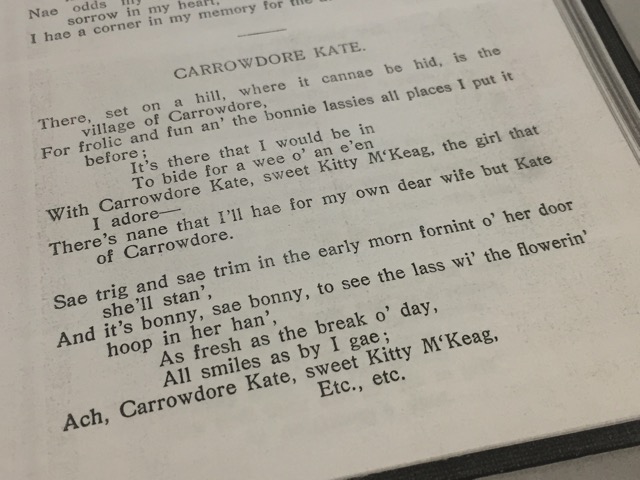 Nae odds my
sorrow in my heart,
I hae a corner in my memory for the
CARROWDORE KATE.
There, set on a hill, where it cannae be hid, is the
village of Carrowdore,
For frolic and fun an' the bonnie lassies all places I put it
before;
It's there that I would be in
To bide for a wee o' an e'en
With Carrowdore Kate, sweet Kitty M'Keag, the girl that
I adore—
There's nane that I'll hae for my own dear wife but Kate
of Carrowdore.
Sae trig and sae trim in the early morn fornint o' her door
she'll stan',
And it's bonny, sae bonny, to see the lass wi' the flowerin'
hoop in her han',
As fresh as the break o' day,
All smiles as by I gae;
Ach, Carrowdore Kate, sweet Kitty M'Keag,
Etc., etc.